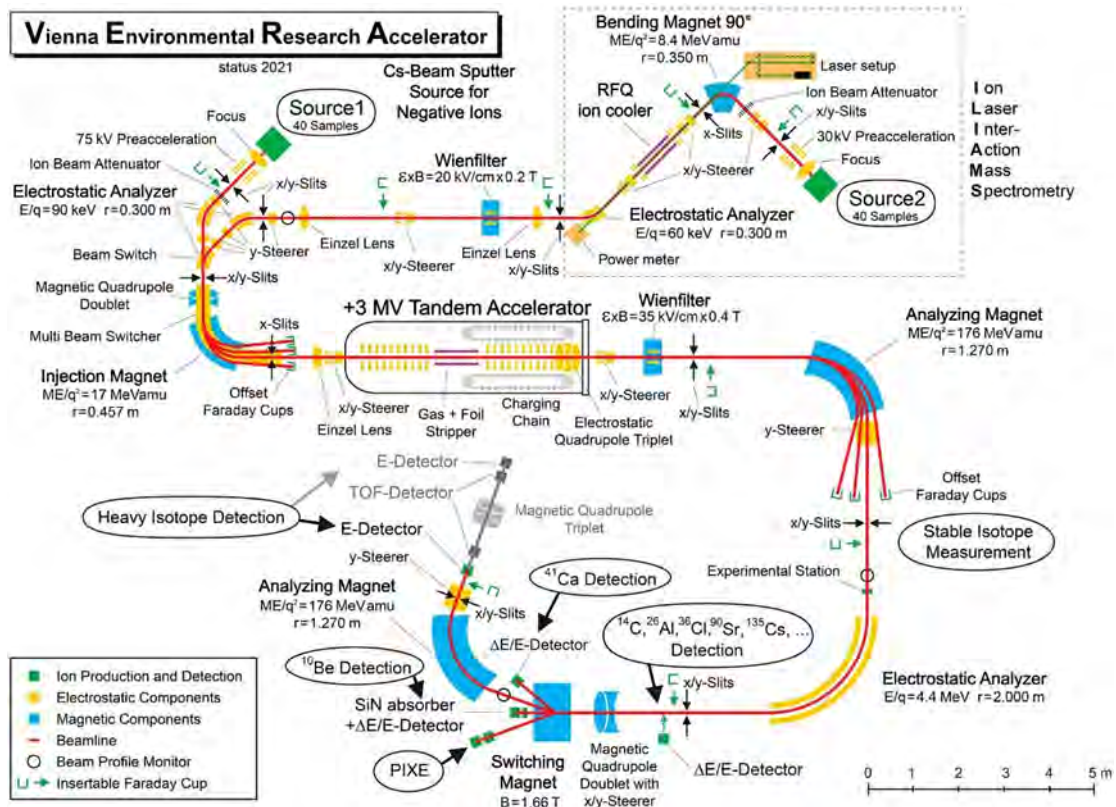 Vienna Environmental Research Accelerator
status 2021
Source1
40 Samples
Focus
75 kV Preacceleration
Ion Beam Attenuator
x/y-Slits
Electrostatic Analyzer
E/q=90 keV r=0.300 m
Beam Switch
y-Steerer
x/y-Slits
Magnetic Quadrupole
Doublet
Multi Beam Switcher
x-Slits
Injection Magnet
ME/q²=17 MeVamu
r=0.457 m
Offset
Faraday Cups
Cs-Beam Sputter
Source for
Negative Ions
Einzel Lens
x/y-Steerer
Wienfilter
ƐxB=20 kV/cm x0.2 T
Einzel Lens
x/y-Slits
Bending Magnet 90°
ME/q²=8.4 MeVamu
r=0.350 m
Laser setup
RFQ
ion cooler
x-Slits
Ion Beam Attenuator
x/y-Slits
30kV Preacceleration
Focus
x/y-Steerer
Source2
40 Samples
Electrostatic Analyzer
E/q=60 keV r=0.300 m
Power meter
Ion
Laser
Inter-
Action
Mass
Spectrometry
+3 MV Tandem Accelerator
x/y-Steerer
Einzel Lens
Gas + Foil
Stripper
Charging
Chain
Electrostatic
Quadrupole Triplet
x/y-Steerer
Wienfilter
ƐxB=35 kV/cmx0.4 T
x/y-Slits
Analyzing Magnet
ME/q²=176 MeVamu
r=1.270 m
y-Steerer
Offset
Faraday Cups
x/y-Slits
Stable Isotope
Measurement
Experimental Station
Electrostatic Analyzer
E/q=4.4 MeV r=2.000 m
E-Detector
TOF-Detector
Magnetic Quadrupole
Triplet
Heavy Isotope Detection
E-Detector
y-Steerer
x/y-Slits
Analyzing Magnet
ME/q²=176 MeVamu
r=1.270 m
⁴¹Ca Detection
ΔE/E-Detector
¹⁰Be Detection
SiN absorber
+ΔE/E-Detector
PIXE
Switching
Magnet
B=1.66 T
Magnetic
Quadrupole
Doublet with
x/y-Steerer
¹⁴C,²⁶Al,³⁶Cl,⁹⁰Sr,¹³⁵Cs, ...
Detection
x/y-Slits
ΔE/E-Detector
Ion Production and Detection
Electrostatic Components
Magnetic Components
Beamline
Beam Profile Monitor
Insertable Faraday Cup
0 1 2 3 4 5 m